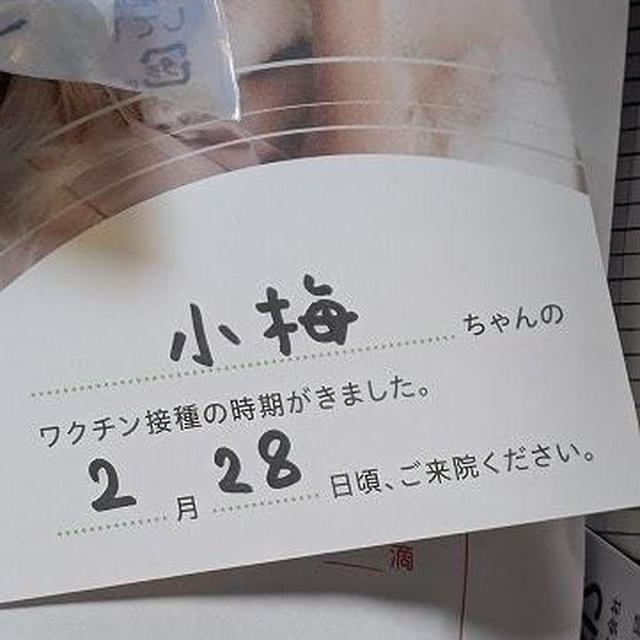 小梅 ちゃんの
ワクチン接種の時期がきました。
2 月 28 日頃、ご来院ください。
滴